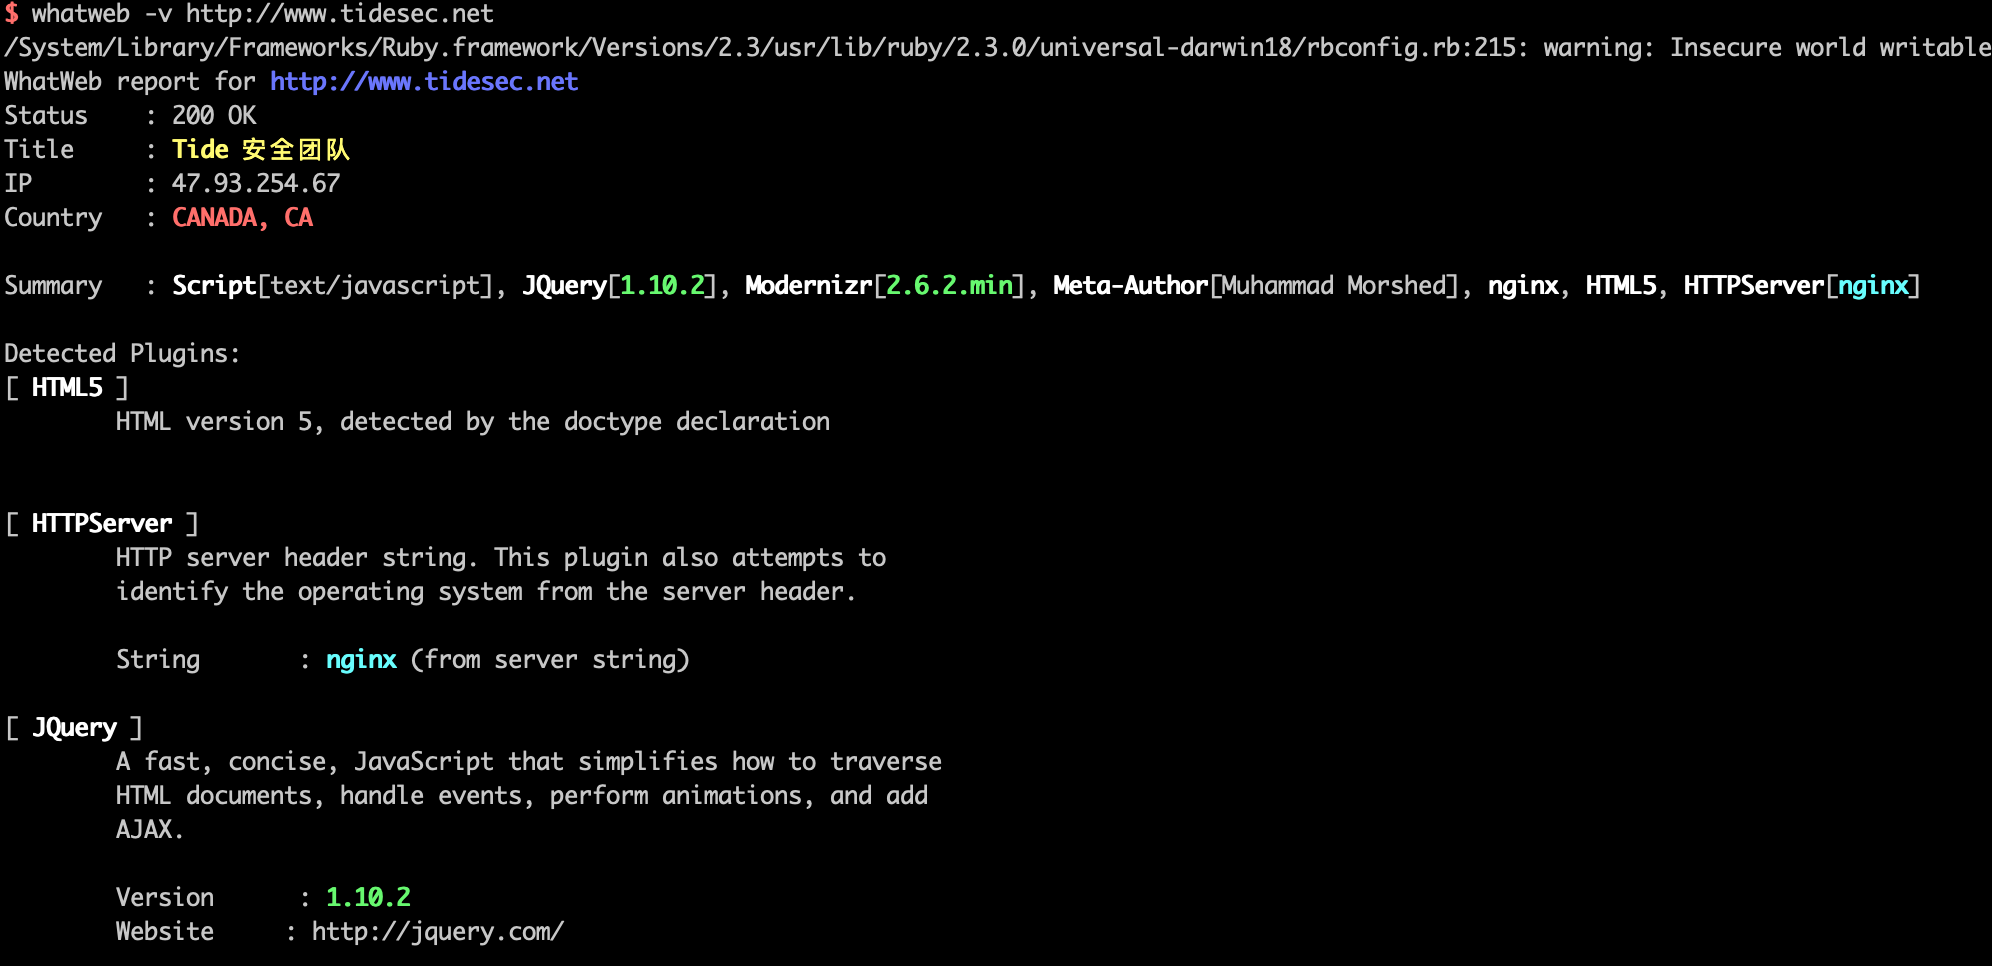 $ whatweb -v http://www.tidesec.net
/System/Library/Frameworks/Ruby.framework/Versions/2.3/usr/lib/ruby/2.3.0/universal-darwin18/rbconfig.rb:215: warning: Insecure world writable
WhatWeb report for http://www.tidesec.net
Status    : 200 OK
Title     : Tide 安全团队
IP        : 47.93.254.67
Country   : CANADA, CA
Summary   : Script[text/javascript], JQuery[1.10.2], Modernizr[2.6.2.min], Meta-Author[Muhammad Morshed], nginx, HTML5, HTTPServer[nginx]
Detected Plugins:
[ HTML5 ]
HTML version 5, detected by the doctype declaration
[ HTTPServer ]
HTTP server header string. This plugin also attempts to
identify the operating system from the server header.
String       : nginx (from server string)
[ JQuery ]
A fast, concise, JavaScript that simplifies how to traverse
HTML documents, handle events, perform animations, and add
AJAX.
Version      : 1.10.2
Website     : http://jquery.com/